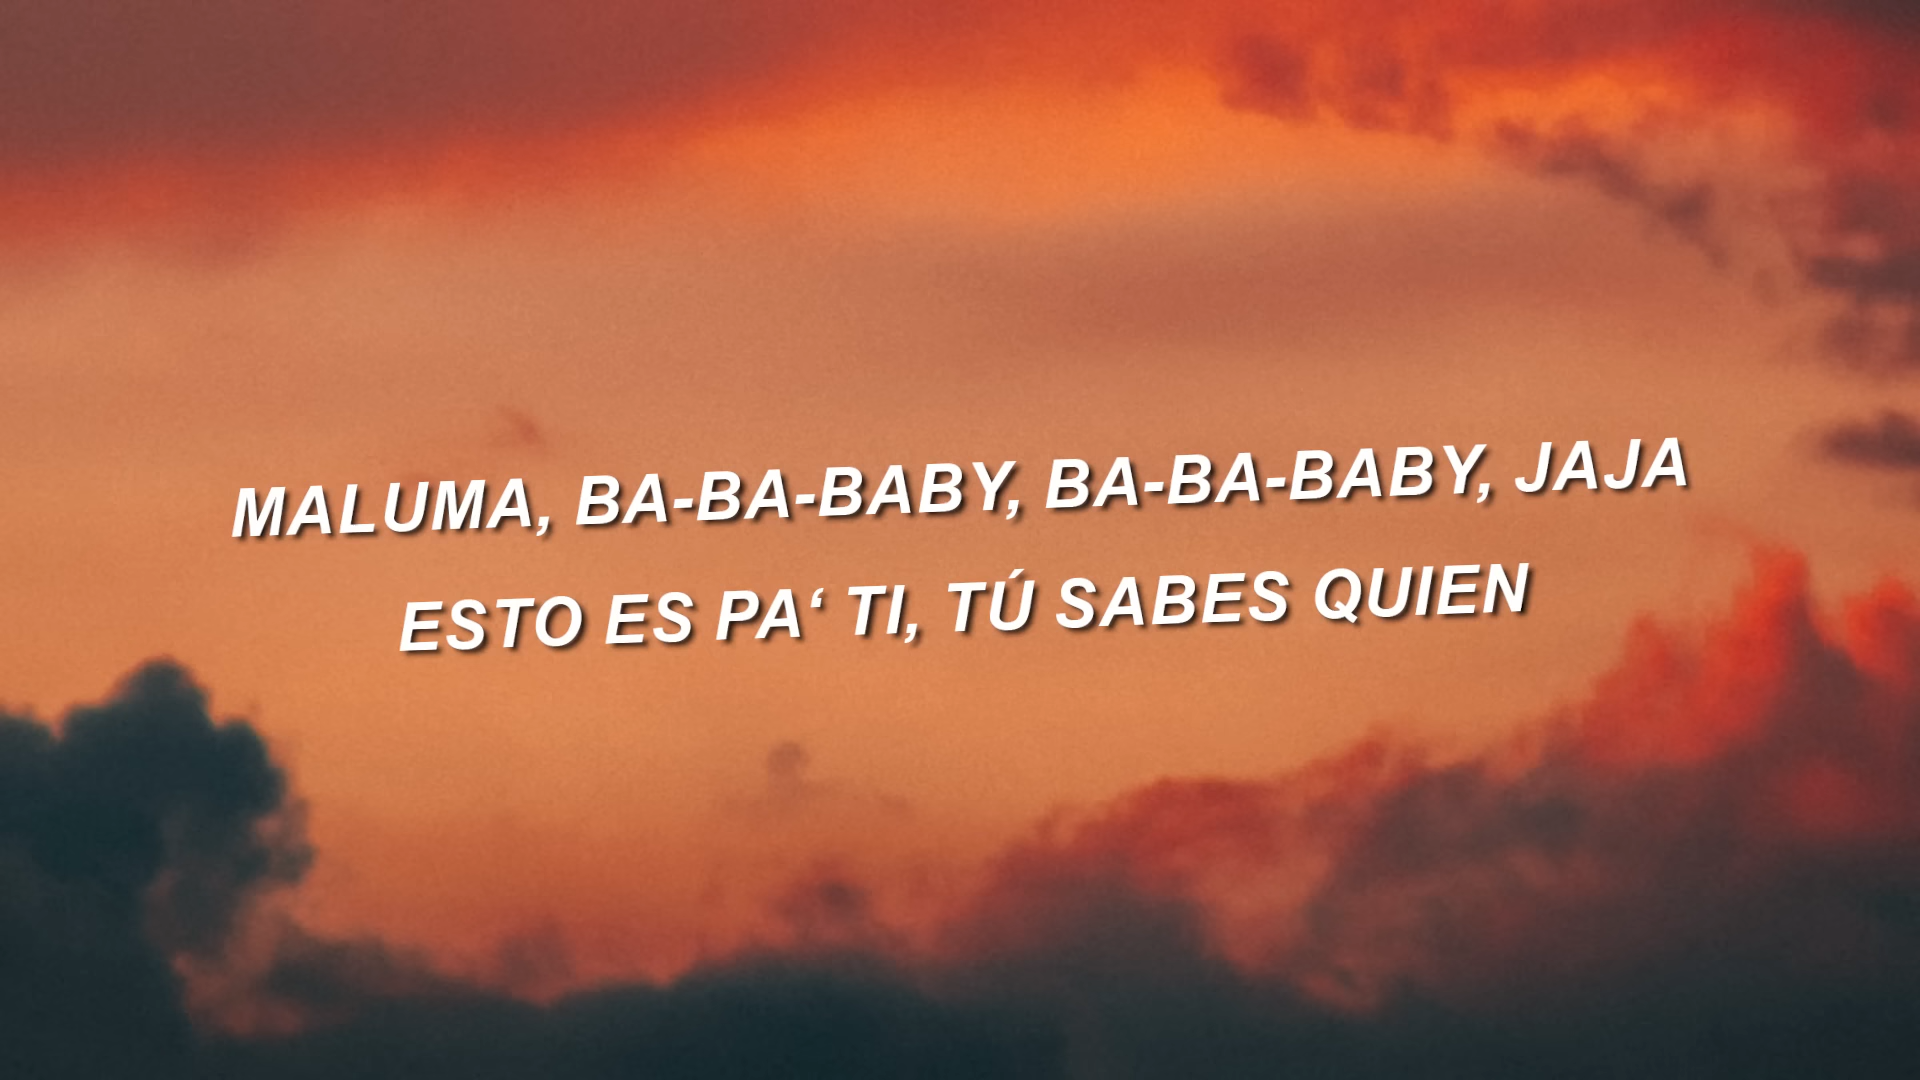 MALUMA, BA-BA-BABY, BA-BA-BABY, JAJA
ESTO ES PA‘ TI, TÚ SABES QUIEN